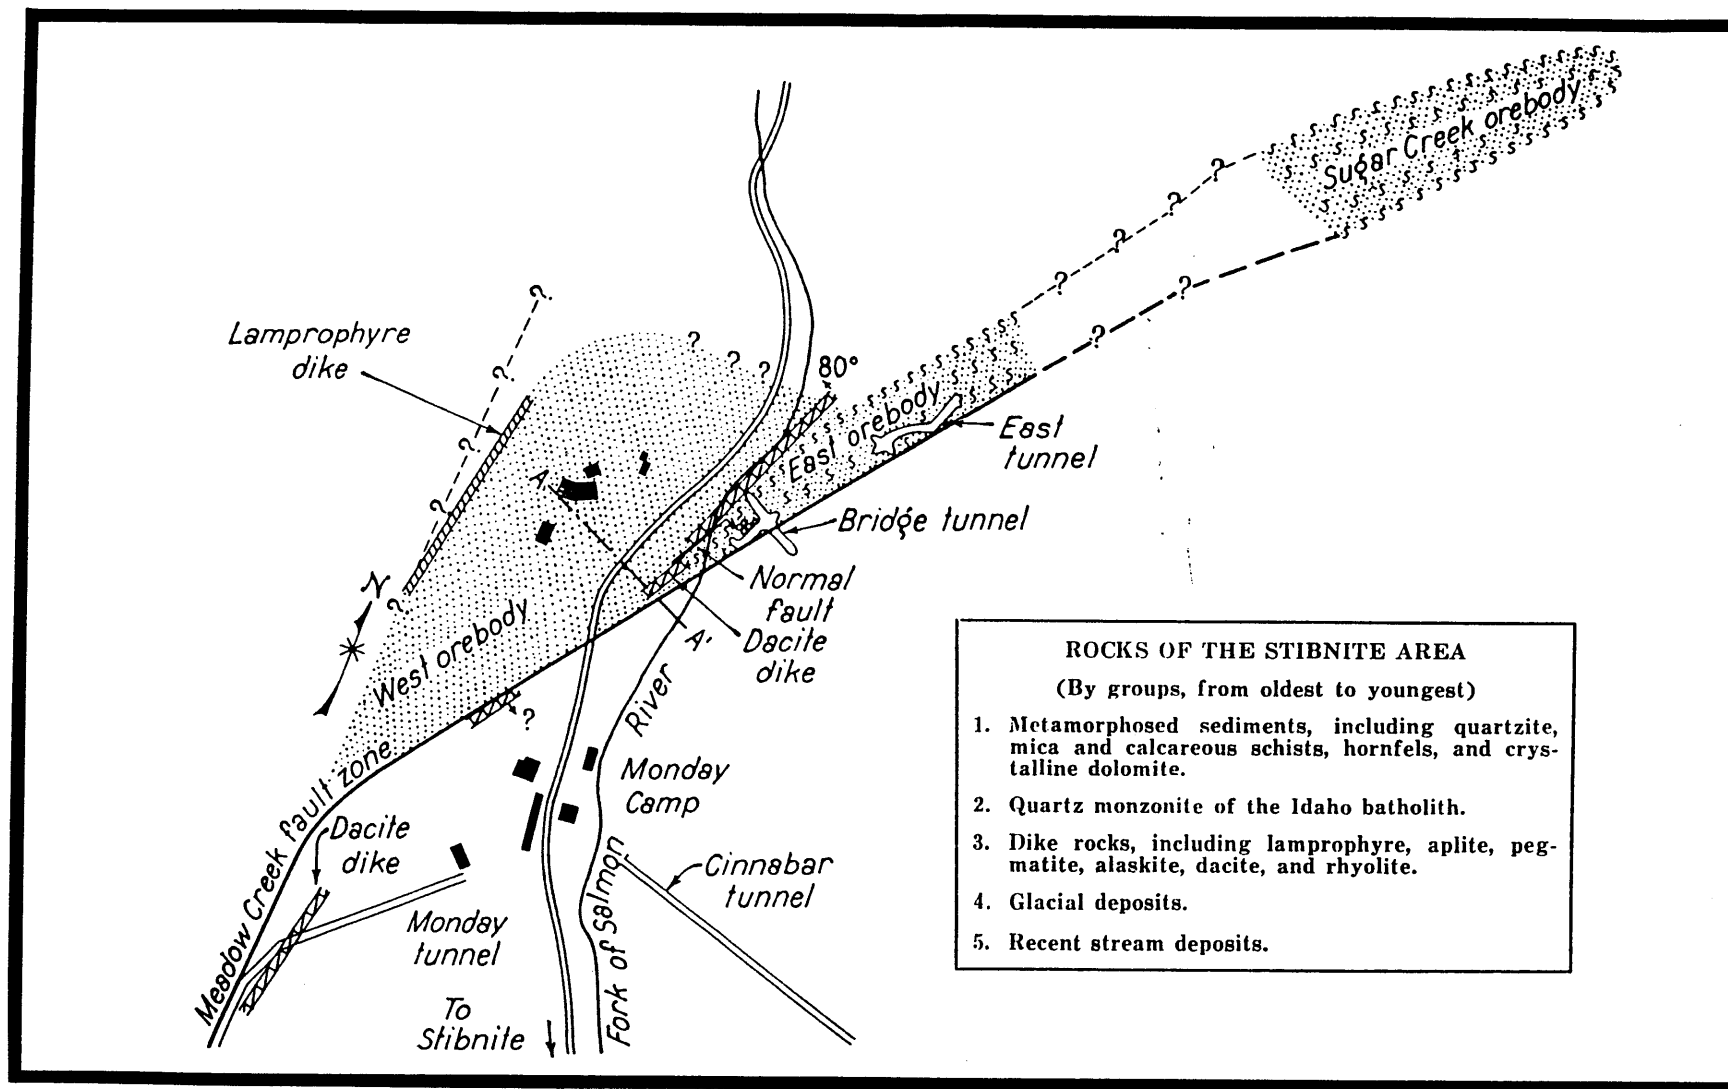 Sugar Creek orebody
?
?
?
?
?
?
?
?
?
?
?
?
?
?
Lamprophyre
dike
80°
East orebody
East
tunnel
A
Bridge tunnel
N
Normal
fault
Dacite
dike
A'
West orebody
?
River
Monday
Camp
Meadow Creek fault zone
Dacite
dike
Cinnabar
tunnel
Monday
tunnel
Fork of Salmon
To
Stibnite
ROCKS OF THE STIBNITE AREA
(By groups, from oldest to youngest)
1. Metamorphosed sediments, including quartzite,
mica and calcareous schists, hornfels, and crys-
talline dolomite.
2. Quartz monzonite of the Idaho batholith.
3. Dike rocks, including lamprophyre, aplite, peg-
matite, alaskite, dacite, and rhyolite.
4. Glacial deposits.
5. Recent stream deposits.